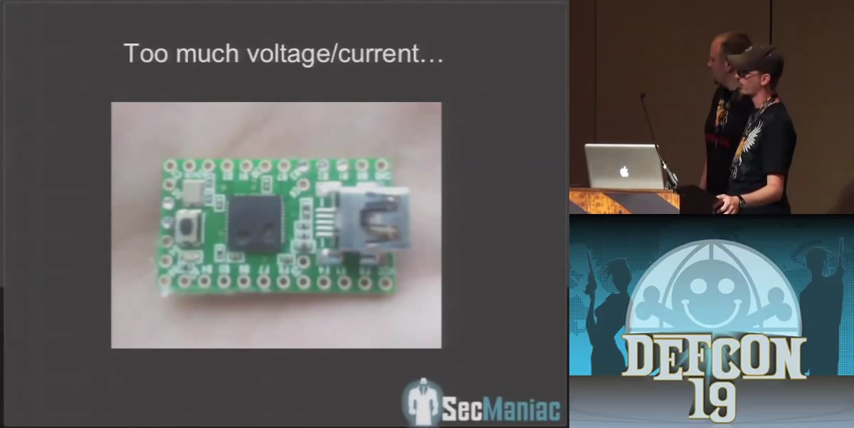 Too much voltage/current…
SecManiac
DEFCON
19